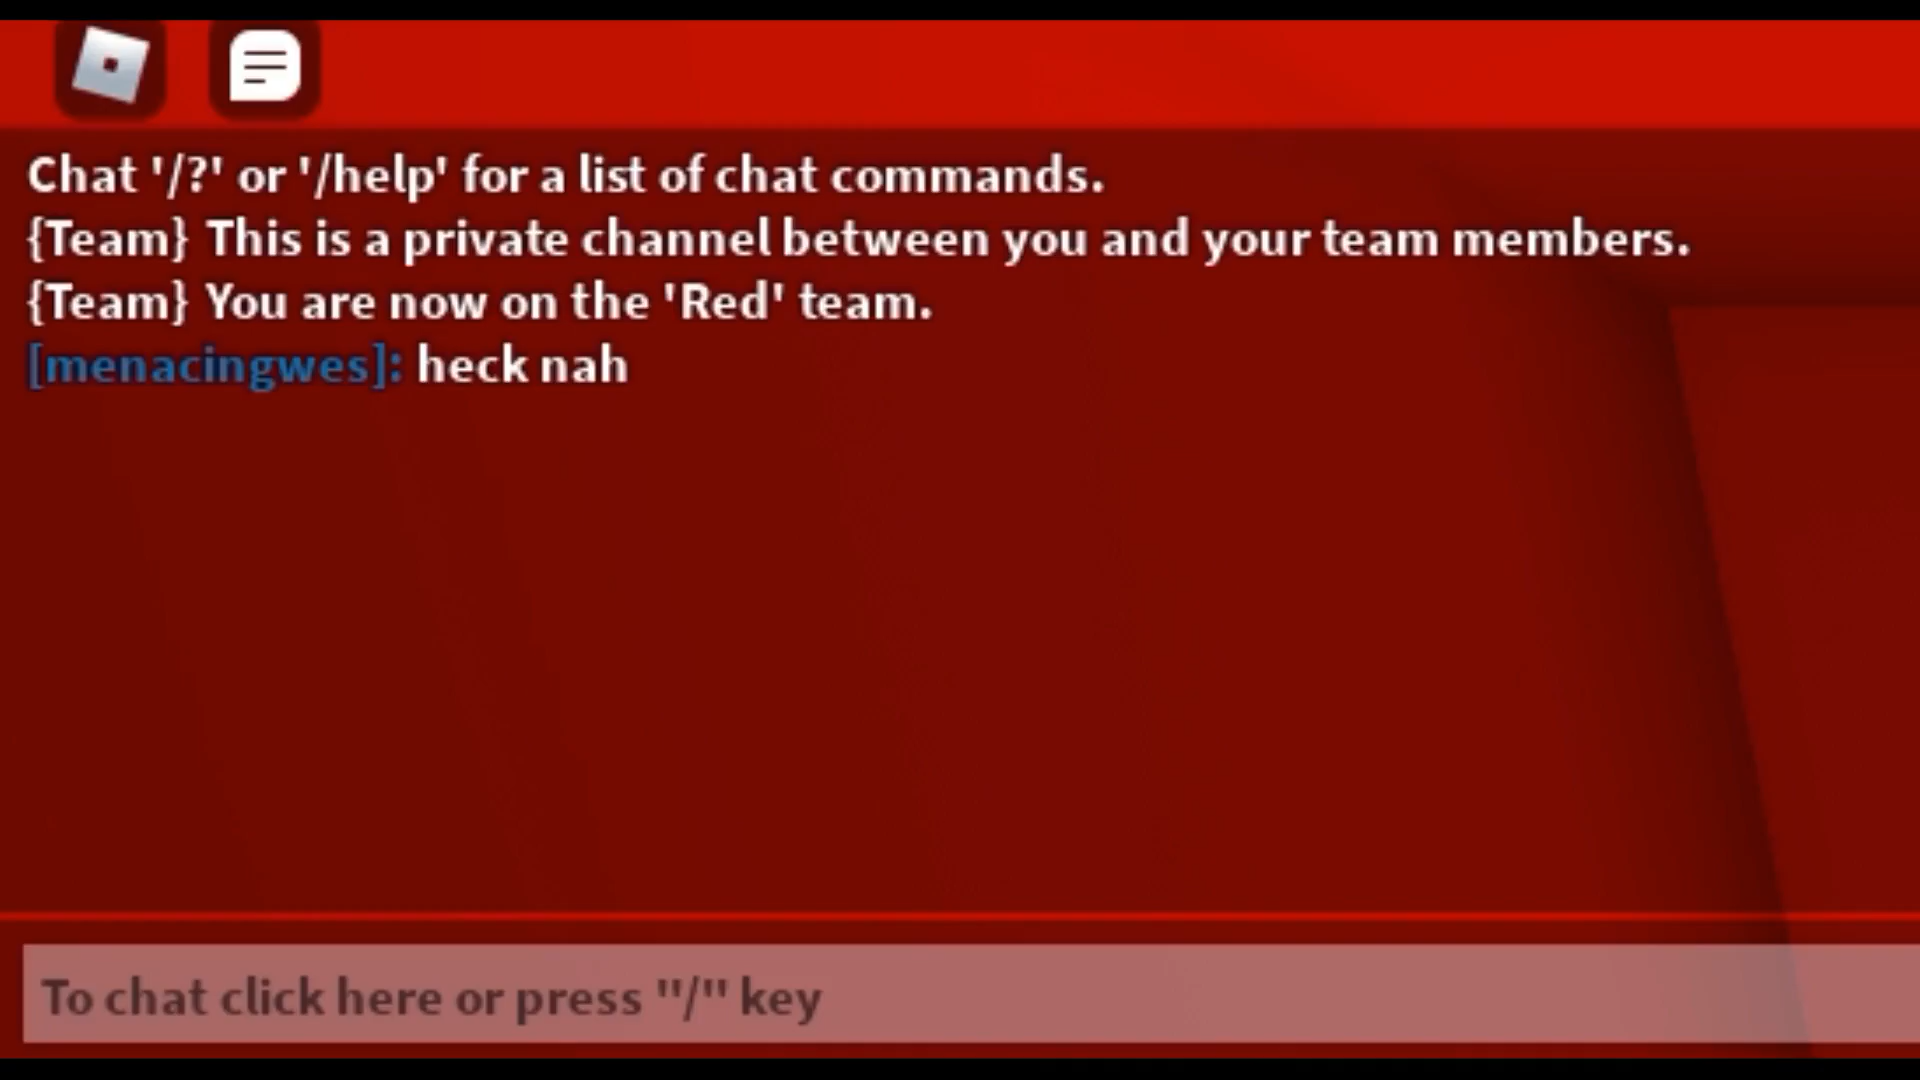 Chat '/?' or '/help' for a list of chat commands.
{Team} This is a private channel between you and your team members.
{Team} You are now on the 'Red' team.
[menacingwes]: heck nah
To chat click here or press "/" key